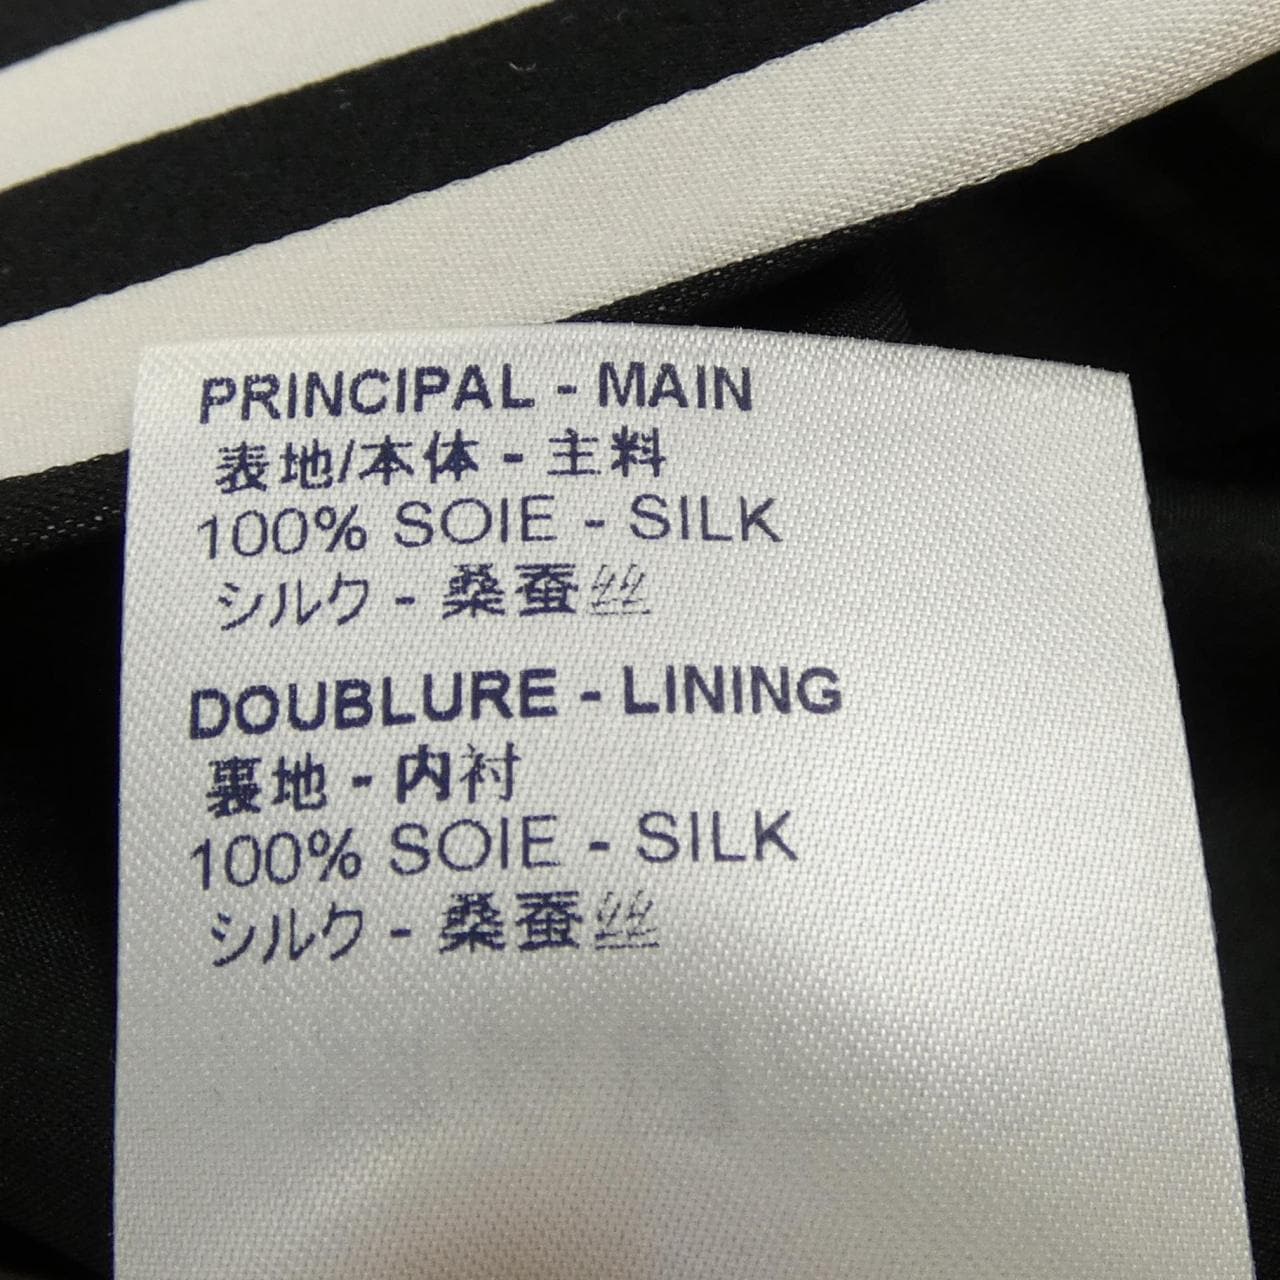 PRINCIPAL - MAIN
表地/本体 - 主料
100% SOIE - SILK
シルク - 桑蚕丝
DOUBLURE - LINING
裏地 - 内衬
100% SOIE - SILK
シルク - 桑蚕丝